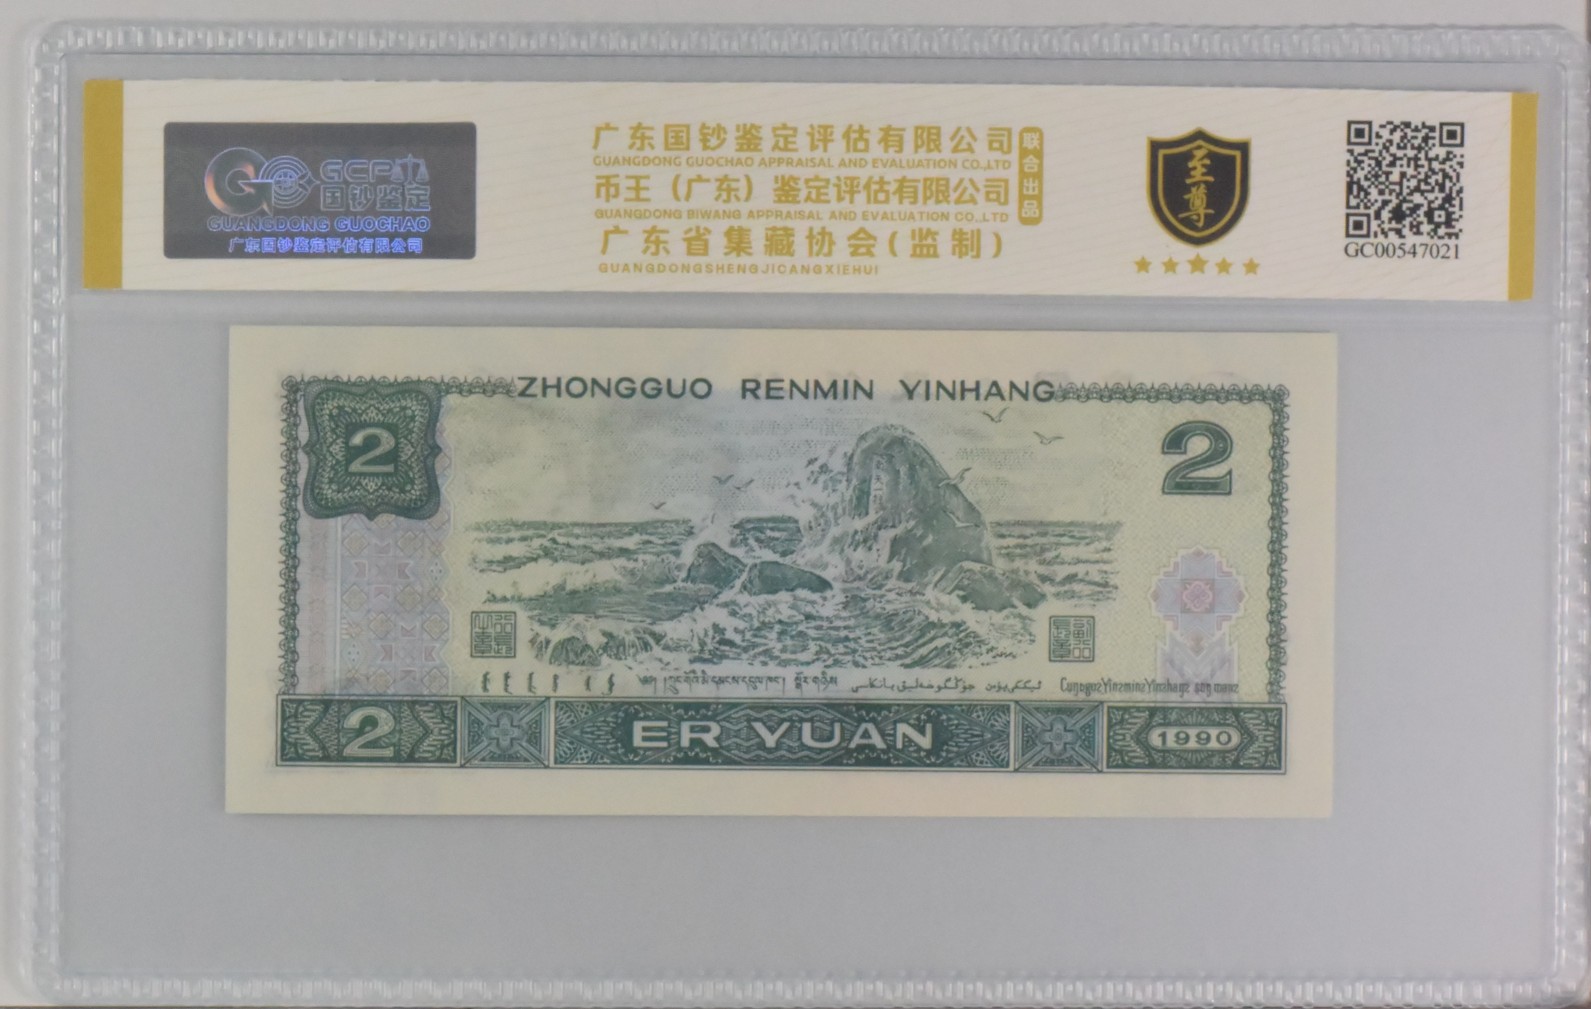 GCP
国钞鉴定
GUANGDONG GUOCHAO
广东国钞鉴定评估有限公司
广东国钞鉴定评估有限公司
GUANGDONG GUOCHAO APPRAISAL AND EVALUATION CO.,LTD
币王（广东）鉴定评估有限公司
GUANGDONG BIWANG APPRAISAL AND EVALUATION CO.,LTD
广东省集藏协会(监制)
GUANGDONGSHENGJICANGXIEHUI
联合出品
至尊
GC00547021
ZHONGGUO RENMIN YINHANG
2
2
2
ER YUAN
1990